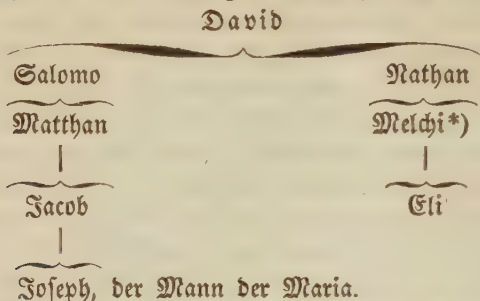 David
Salomo Nathan
Matthan Melchi*)
Jacob Eli
Joseph, der Mann der Maria.